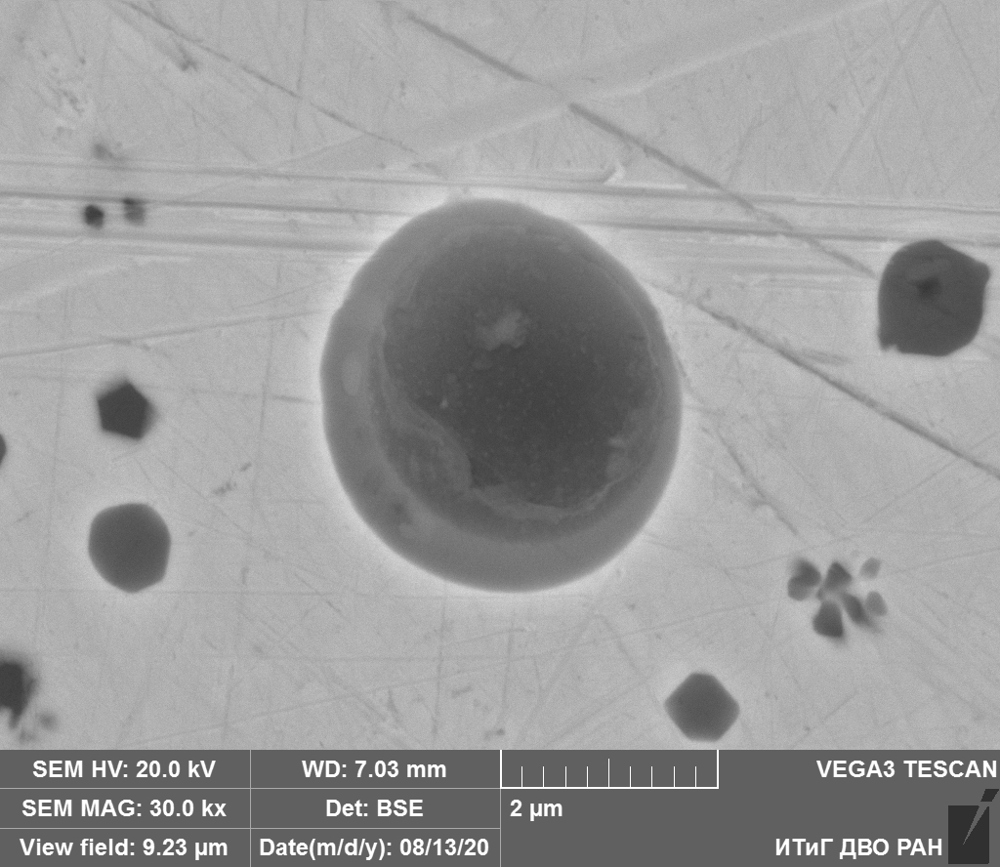 SEM HV: 20.0 kV
WD: 7.03 mm
VEGA3 TESCAN
SEM MAG: 30.0 kx
Det: BSE
2 µm
View field: 9.23 µm
Date(m/d/y): 08/13/20
ИТиГ ДВО РАН